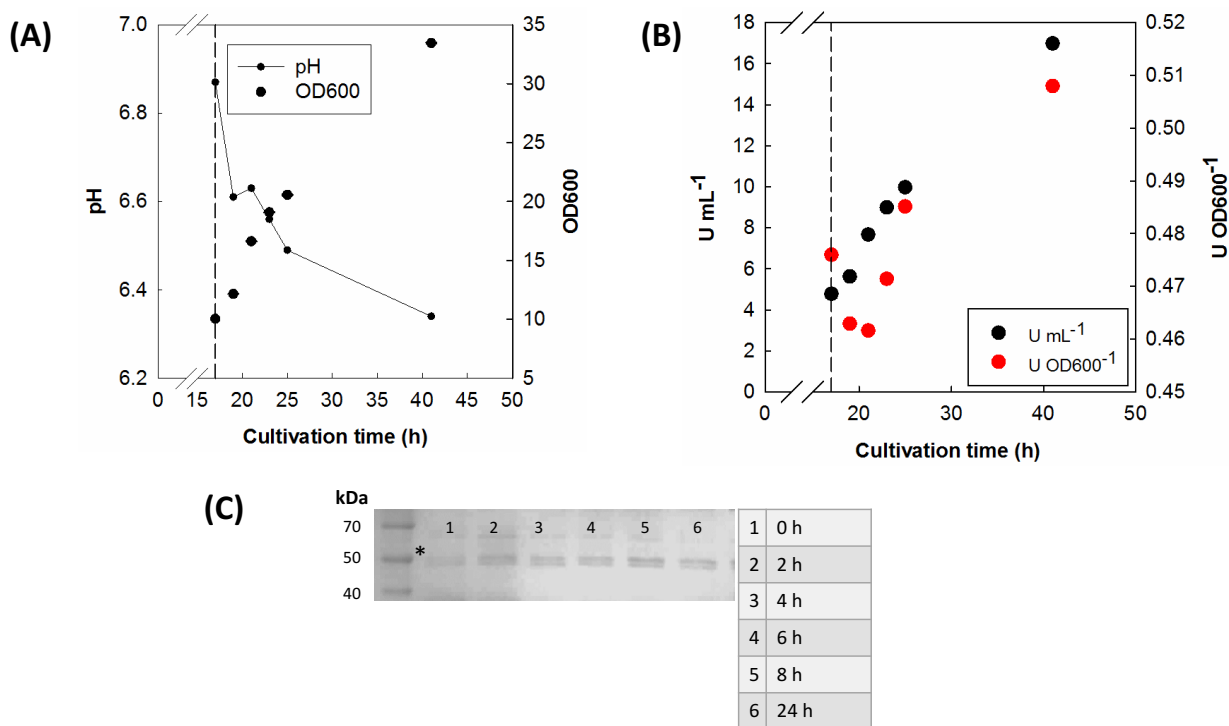 (A)
7.0
6.8
6.6
6.4
6.2
pH
35
30
25
20
15
10
5
OD600
pH
OD600
0 15 20 25 30 35 40 45 50
Cultivation time (h)
(B)
18
16
14
12
10
8
6
4
2
0
U mL⁻¹
0.52
0.51
0.50
0.49
0.48
0.47
0.46
0.45
U OD600⁻¹
U mL⁻¹
U OD600⁻¹
0 20 30 40 50
Cultivation time (h)
(C)
kDa
70
50
40
*
1 2 3 4 5 6
1 0 h
2 2 h
3 4 h
4 6 h
5 8 h
6 24 h